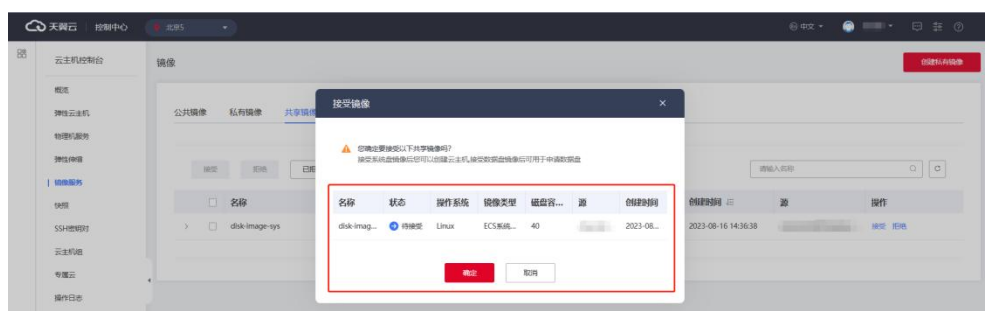 天翼云 | 控制中心 北京5 中文
云主机控制台
镜像 创建私有镜像
概览
弹性云主机
物理机服务
弹性伸缩
镜像服务
快照
SSH密钥对
云主机组
专属云
操作日志
公共镜像 私有镜像 共享镜像
接受 拒绝 已拒
请输入名称
名称 创建时间 源 操作
disk-image-sys 2023-08-16 14:36:38 接受 拒绝
接受镜像
您确定要接受以下共享镜像吗?
接受系统盘镜像后您可以创建云主机,接受数据盘镜像后可用于申请数据盘
名称 状态 操作系统 镜像类型 磁盘容... 源 创建时间
disk-imag... 待接受 Linux ECS系统... 40 2023-08...
确定 取消